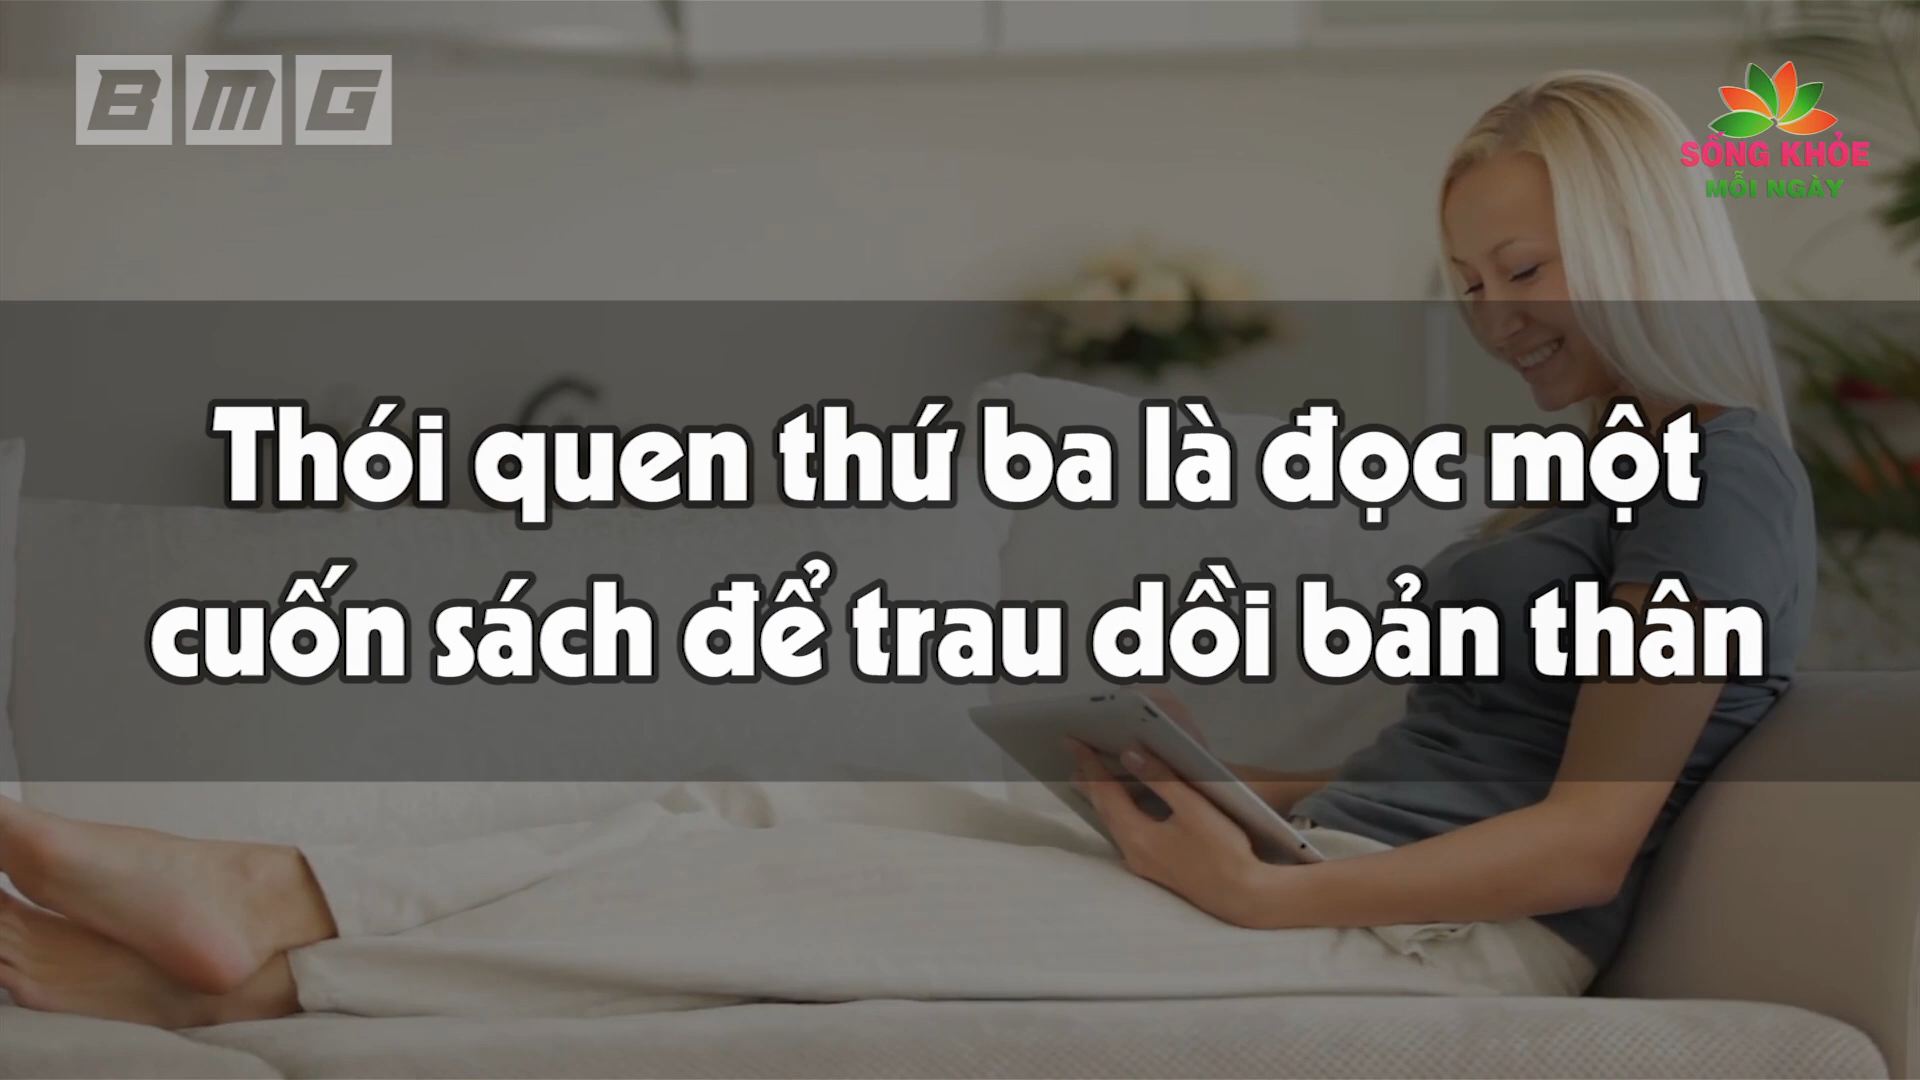 BMG
SỐNG KHỎE
MỖI NGÀY
Thói quen thứ ba là đọc một
cuốn sách để trau dồi bản thân